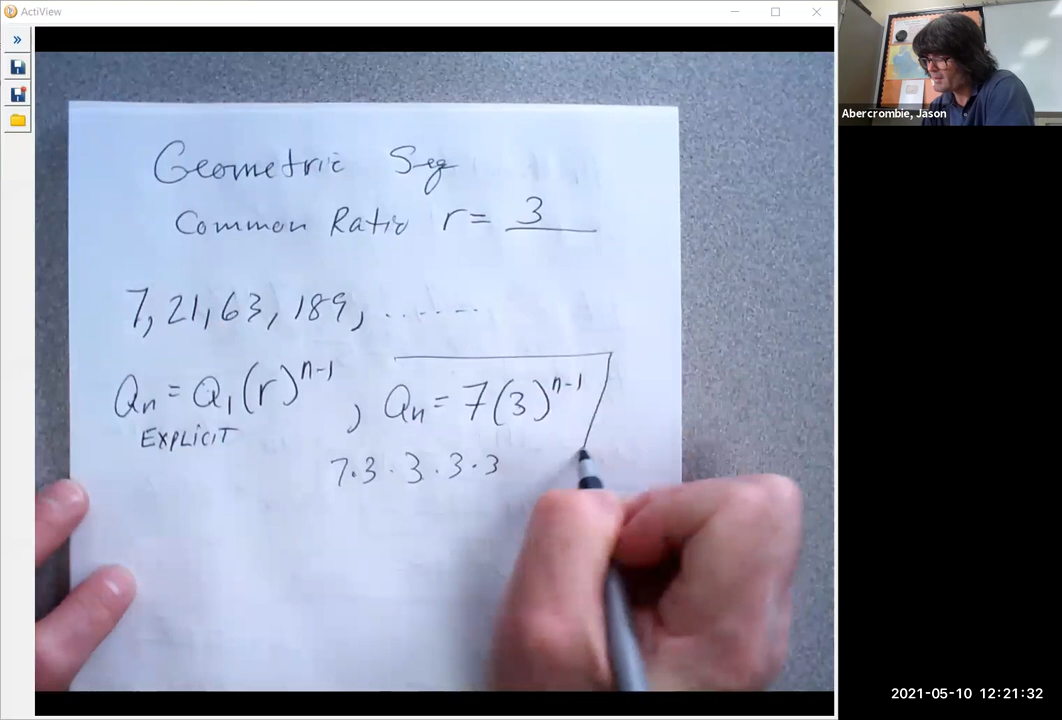 ActiView
Abercrombie, Jason
Geometric Seq
Common Ratio r = 3
7, 21, 63, 189, ......
an = a1(r)^n-1 , an = 7(3)^n-1
EXPLICIT
7·3·3·3·3
2021-05-10 12:21:32